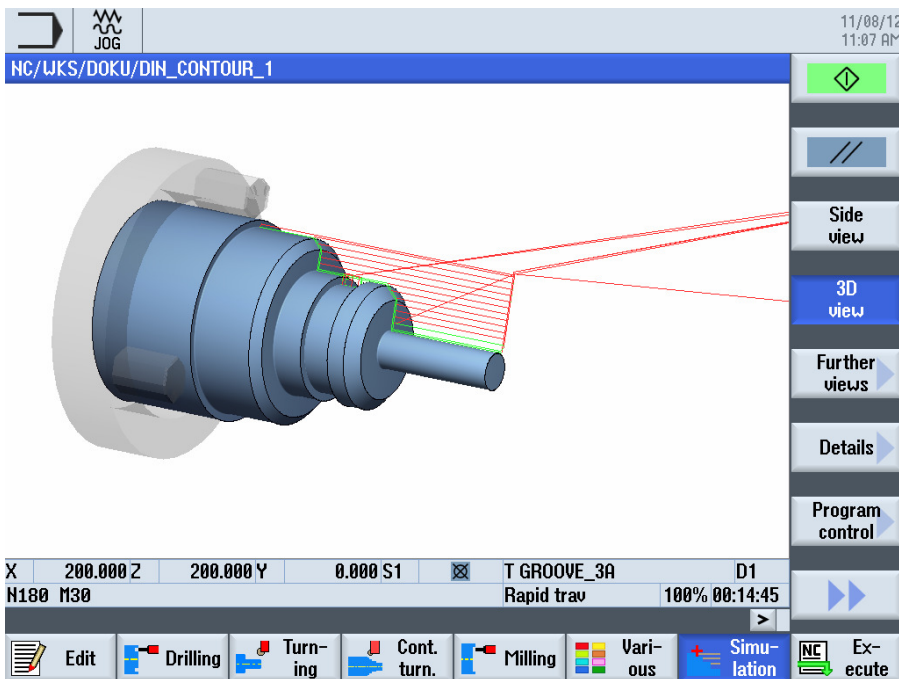 11/08/12
11:07 AM
JOG
NC/WKS/DOKU/DIN_CONTOUR_1
Side
view
3D
view
Further
views
Details
Program
control
X 200.000 Z 200.000 Y 0.000 S1 T GROOVE_3A D1
N180 M30 Rapid trav 100% 00:14:45
>
Edit
Drilling
Turn-
ing
Cont.
turn.
Milling
Vari-
ous
Simu-
lation
NC
Ex-
ecute